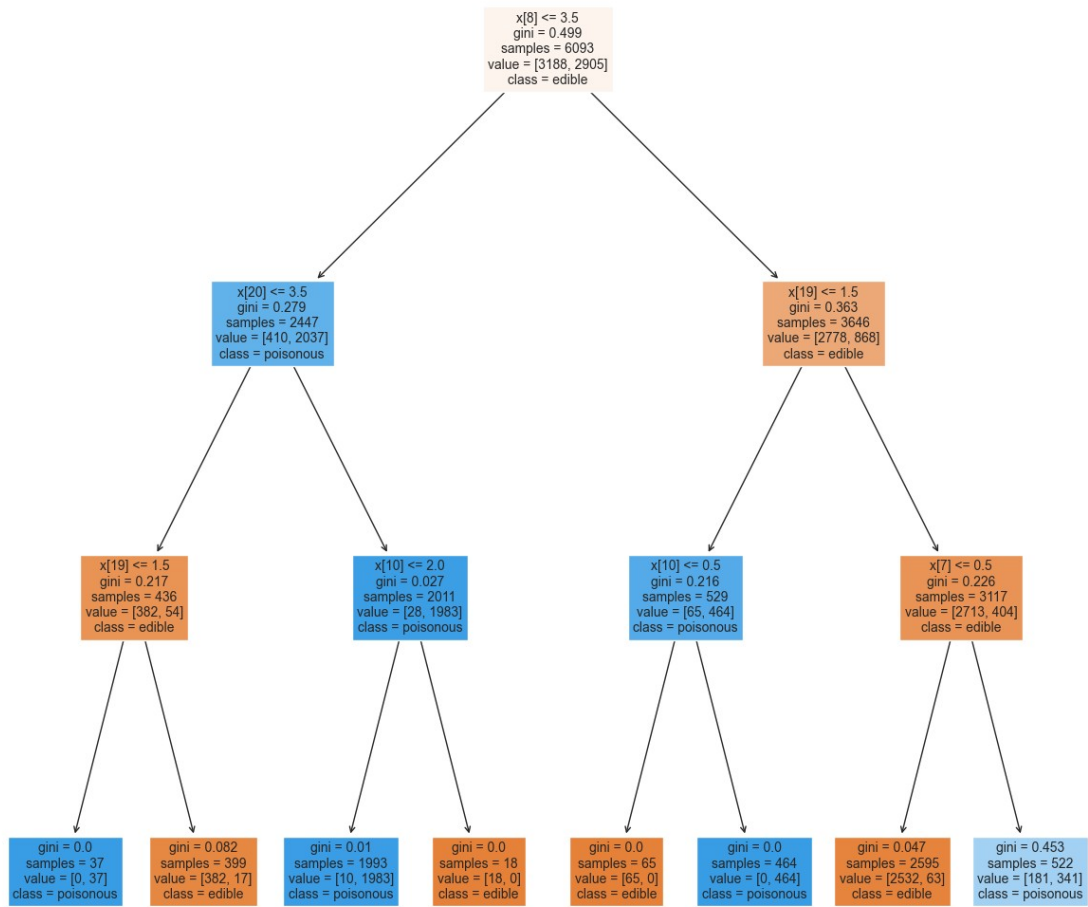 x[8] <= 3.5
gini = 0.499
samples = 6093
value = [3188, 2905]
class = edible
x[20] <= 3.5
gini = 0.279
samples = 2447
value = [410, 2037]
class = poisonous
x[19] <= 1.5
gini = 0.363
samples = 3646
value = [2778, 868]
class = edible
x[19] <= 1.5
gini = 0.217
samples = 436
value = [382, 54]
class = edible
x[10] <= 2.0
gini = 0.027
samples = 2011
value = [28, 1983]
class = poisonous
x[10] <= 0.5
gini = 0.216
samples = 529
value = [65, 464]
class = poisonous
x[7] <= 0.5
gini = 0.226
samples = 3117
value = [2713, 404]
class = edible
gini = 0.0
samples = 37
value = [0, 37]
class = poisonous
gini = 0.082
samples = 399
value = [382, 17]
class = edible
gini = 0.01
samples = 1993
value = [10, 1983]
class = poisonous
gini = 0.0
samples = 18
value = [18, 0]
class = edible
gini = 0.0
samples = 65
value = [65, 0]
class = edible
gini = 0.0
samples = 464
value = [0, 464]
class = poisonous
gini = 0.047
samples = 2595
value = [2532, 63]
class = edible
gini = 0.453
samples = 522
value = [181, 341]
class = poisonous